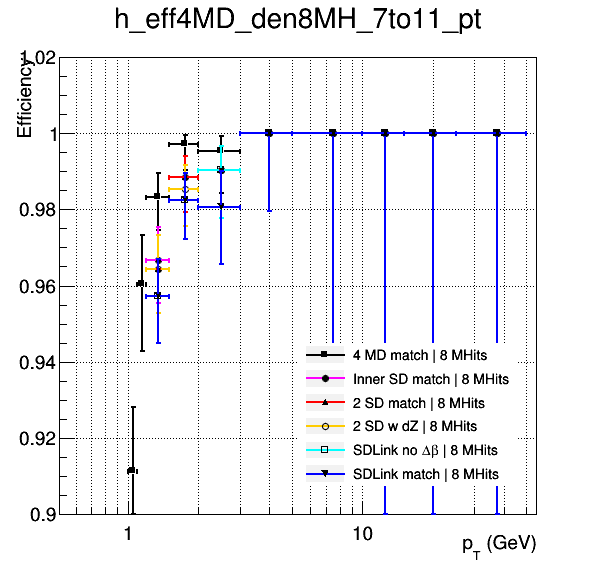 h_eff4MD_den8MH_7to11_pt
Efficiency
1.02
1
0.98
0.96
0.94
0.92
0.9
4 MD match | 8 MHits
Inner SD match | 8 MHits
2 SD match | 8 MHits
2 SD w dZ | 8 MHits
SDLink no Δβ | 8 MHits
SDLink match | 8 MHits
1
10
p_T (GeV)